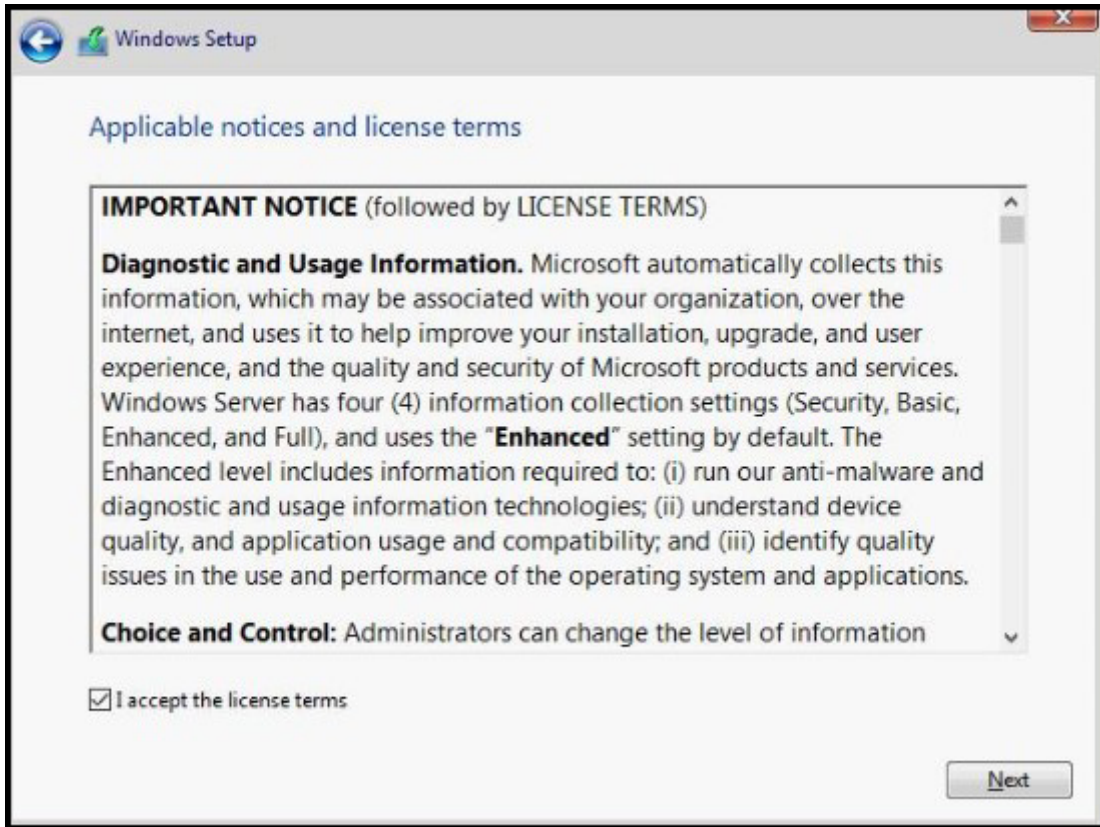 Windows Setup
Applicable notices and license terms
IMPORTANT NOTICE (followed by LICENSE TERMS)
Diagnostic and Usage Information. Microsoft automatically collects this
information, which may be associated with your organization, over the
internet, and uses it to help improve your installation, upgrade, and user
experience, and the quality and security of Microsoft products and services.
Windows Server has four (4) information collection settings (Security, Basic,
Enhanced, and Full), and uses the “Enhanced” setting by default. The
Enhanced level includes information required to: (i) run our anti-malware and
diagnostic and usage information technologies; (ii) understand device
quality, and application usage and compatibility; and (iii) identify quality
issues in the use and performance of the operating system and applications.
Choice and Control: Administrators can change the level of information
I accept the license terms
Next